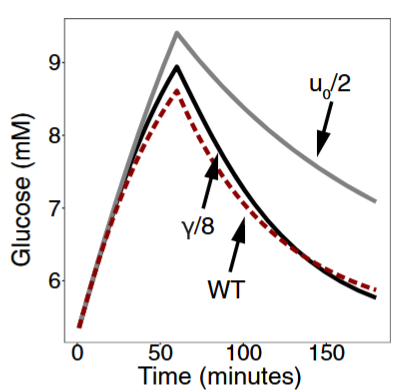 9
8
7
6
Glucose (mM)
u₀/2
γ/8
WT
0 50 100 150
Time (minutes)